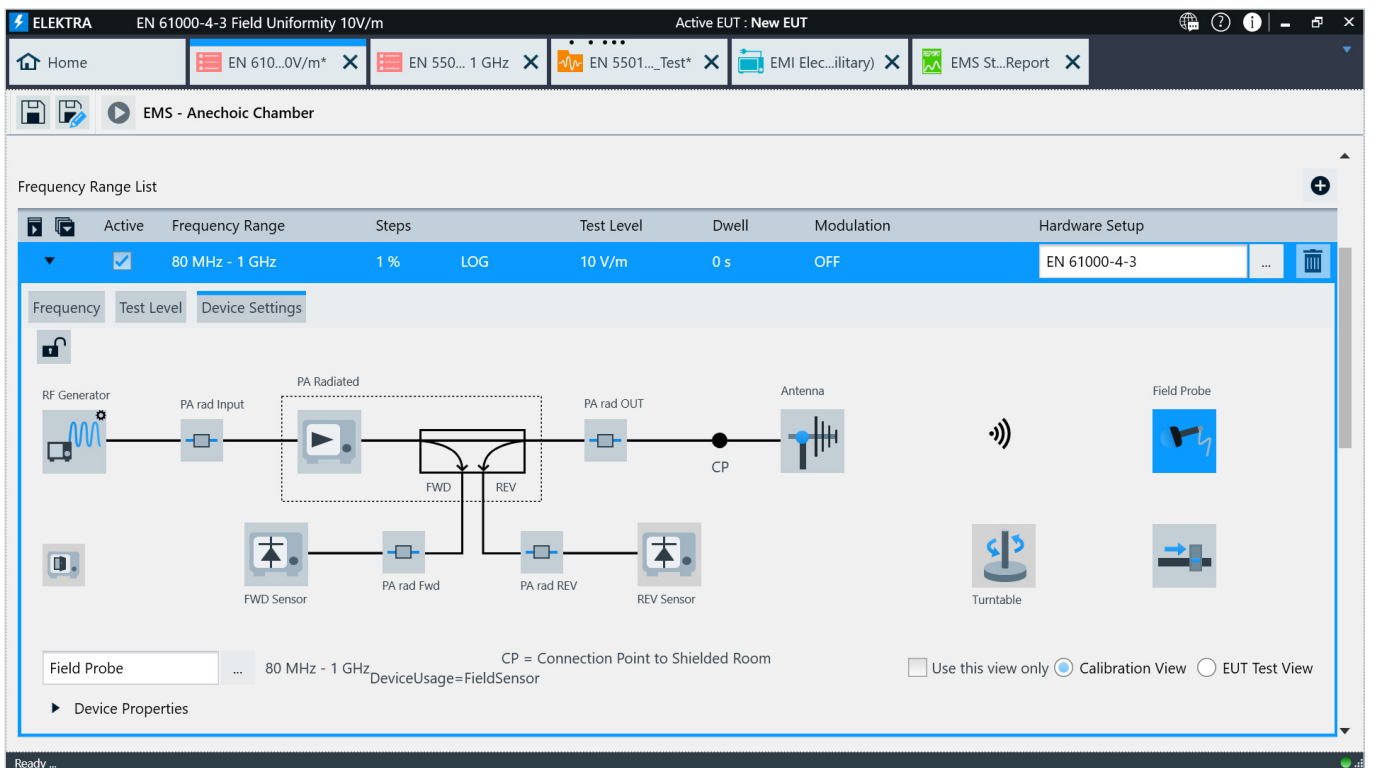 ELEKTRA EN 61000-4-3 Field Uniformity 10V/m Active EUT : New EUT
Home EN 610...0V/m* EN 550... 1 GHz EN 5501..._Test* EMI Elec...ilitary) EMS St...Report
EMS - Anechoic Chamber
Frequency Range List
Active Frequency Range Steps Test Level Dwell Modulation Hardware Setup
80 MHz - 1 GHz 1 % LOG 10 V/m 0 s OFF EN 61000-4-3 ...
Frequency Test Level Device Settings
PA Radiated
RF Generator PA rad Input PA rad OUT Antenna Field Probe
CP
FWD REV
PA rad Fwd PA rad REV
FWD Sensor REV Sensor Turntable
Field Probe ... 80 MHz - 1 GHz DeviceUsage=FieldSensor CP = Connection Point to Shielded Room Use this view only Calibration View EUT Test View
Device Properties
Ready ...